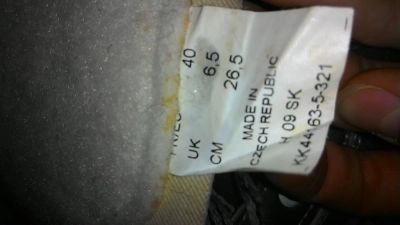 40
UK 6,5
CM 26,5
MADE IN
CZECH REPUBLIC
H 09 SK